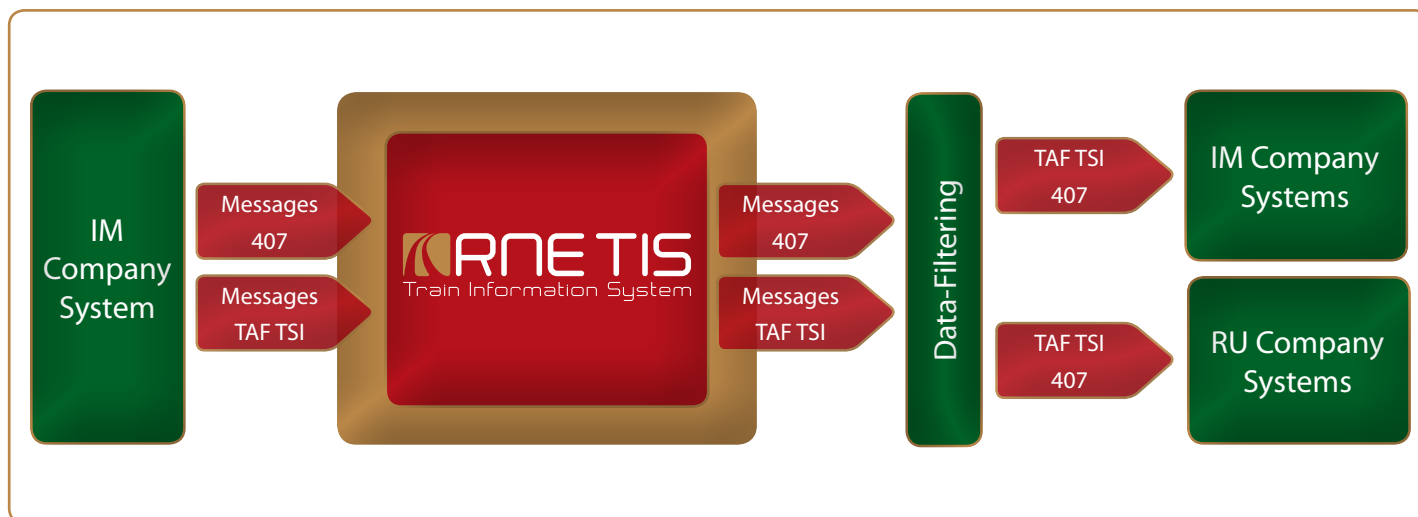 IM
Company
System
Messages
407
Messages
TAF TSI
RNE TIS
Train Information System
Messages
407
Messages
TAF TSI
Data-Filtering
TAF TSI
407
TAF TSI
407
IM Company
Systems
RU Company
Systems